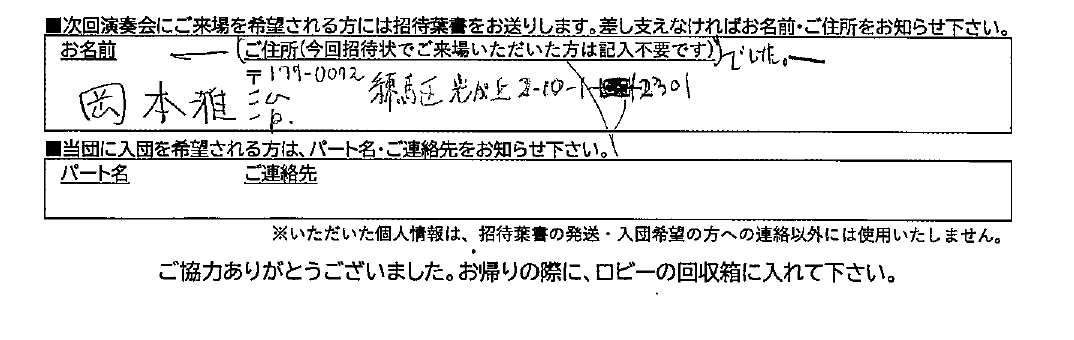 ■次回演奏会にご来場を希望される方には招待葉書をお送りします。差し支えなければお名前・ご住所をお知らせ下さい。
お名前 ご住所(今回招待状でご来場いただいた方は記入不要です)でした。
〒179-0072 練馬区光が丘2-10-1-2301
岡本雅
■当団に入団を希望される方は、パート名・ご連絡先をお知らせ下さい。
パート名 ご連絡先
※いただいた個人情報は、招待葉書の発送・入団希望の方への連絡以外には使用いたしません。
ご協力ありがとうございました。お帰りの際に、ロビーの回収箱に入れて下さい。